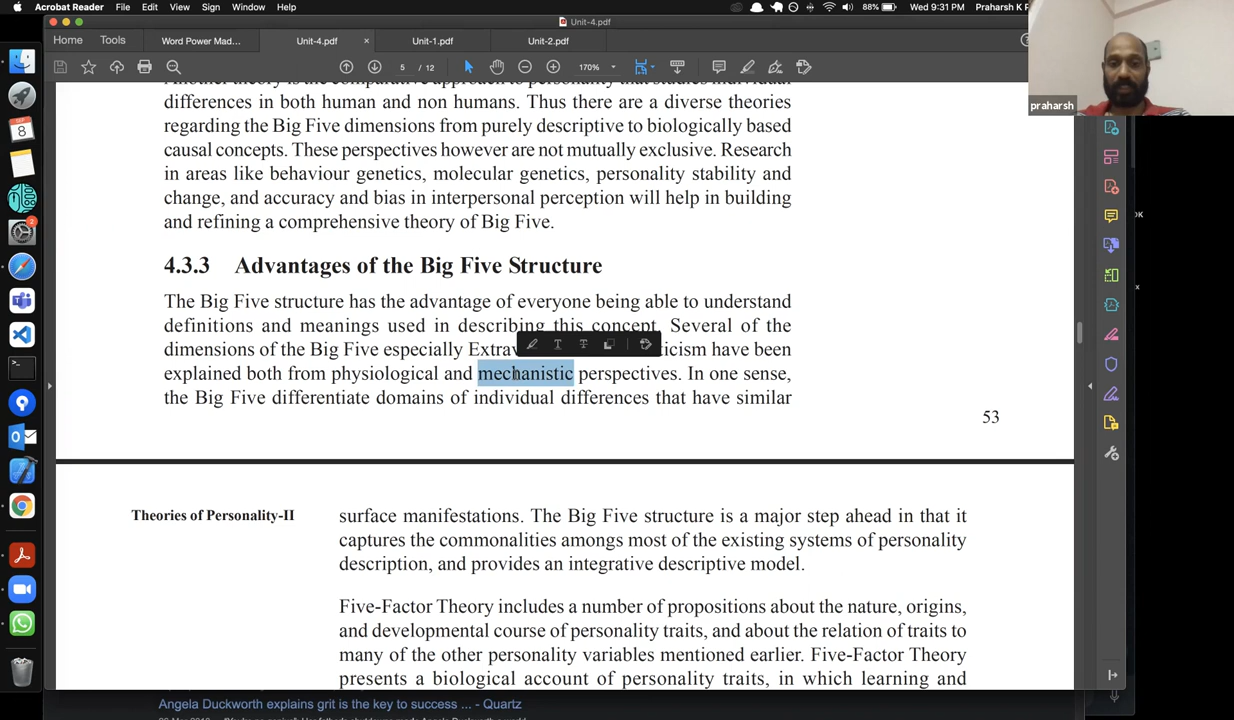 Acrobat Reader File Edit View Sign Window Help 88% Wed 9:31 PM Praharsh K P
Unit-4.pdf
Home Tools Word Power Mad... Unit-4.pdf × Unit-1.pdf Unit-2.pdf
5 / 12 170%
praharsh
SEP
8
2
differences in both human and non humans. Thus there are a diverse theories
regarding the Big Five dimensions from purely descriptive to biologically based
causal concepts. These perspectives however are not mutually exclusive. Research
in areas like behaviour genetics, molecular genetics, personality stability and
change, and accuracy and bias in interpersonal perception will help in building
and refining a comprehensive theory of Big Five.
4.3.3 Advantages of the Big Five Structure
The Big Five structure has the advantage of everyone being able to understand
definitions and meanings used in describing this concept. Several of the
dimensions of the Big Five especially Extrav ticism have been
explained both from physiological and mechanistic perspectives. In one sense,
the Big Five differentiate domains of individual differences that have similar
53
Theories of Personality-II
surface manifestations. The Big Five structure is a major step ahead in that it
captures the commonalities amongs most of the existing systems of personality
description, and provides an integrative descriptive model.
Five-Factor Theory includes a number of propositions about the nature, origins,
and developmental course of personality traits, and about the relation of traits to
many of the other personality variables mentioned earlier. Five-Factor Theory
presents a biological account of personality traits, in which learning and
Angela Duckworth explains grit is the key to success ... - Quartz